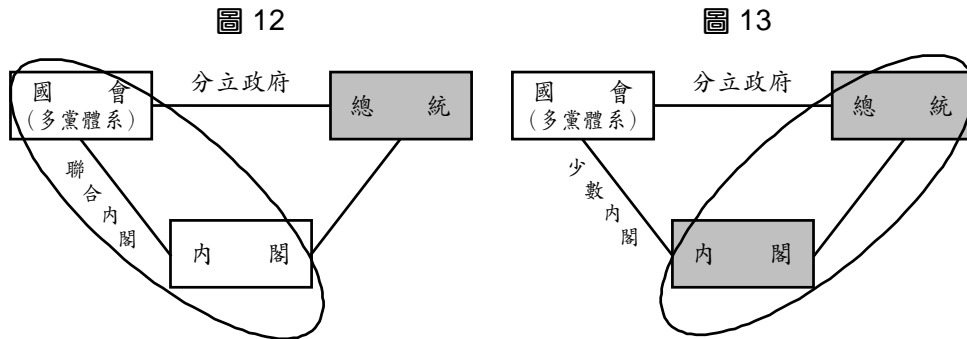 圖 12
國 會
(多黨體系)
分立政府
總 統
聯合內閣
內 閣
圖 13
國 會
(多黨體系)
分立政府
總 統
少數內閣
內 閣